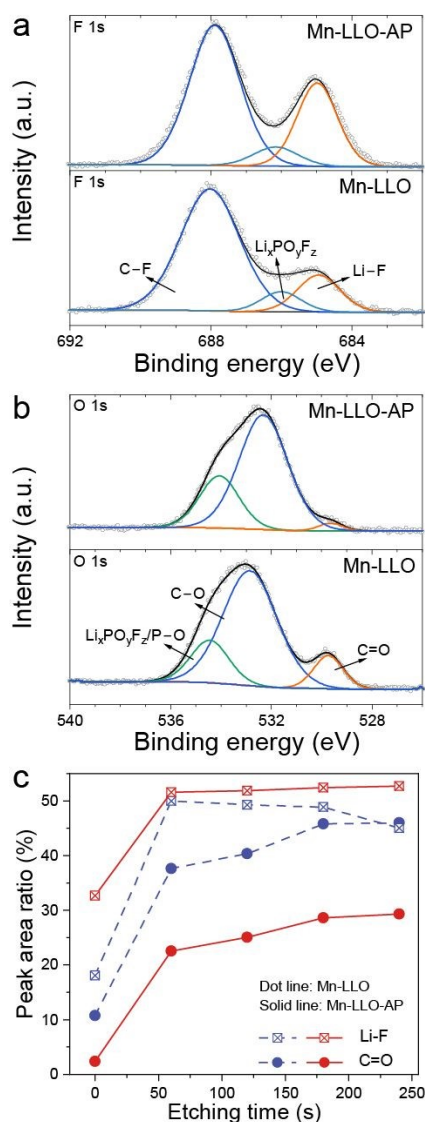 a
F 1s
Mn-LLO-AP
F 1s
Mn-LLO
C−F
LiₓPOᵧF_z
Li−F
Intensity (a.u.)
692 688 684
Binding energy (eV)
b
O 1s
Mn-LLO-AP
O 1s
Mn-LLO
C−O
LiₓPOᵧF_z/P−O
C=O
Intensity (a.u.)
540 536 532 528
Binding energy (eV)
c
Peak area ratio (%)
50
40
30
20
10
0
Dot line: Mn-LLO
Solid line: Mn-LLO-AP
Li-F
C=O
0 50 100 150 200 250
Etching time (s)